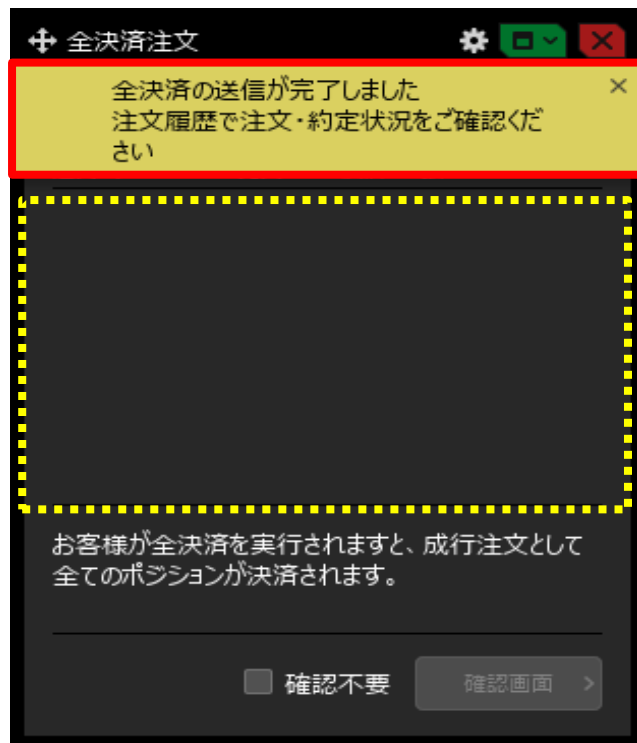 全決済注文
全決済の送信が完了しました
注文履歴で注文・約定状況をご確認くだ
さい
お客様が全決済を実行されますと、成行注文として
全てのポジションが決済されます。
確認不要
確認画面